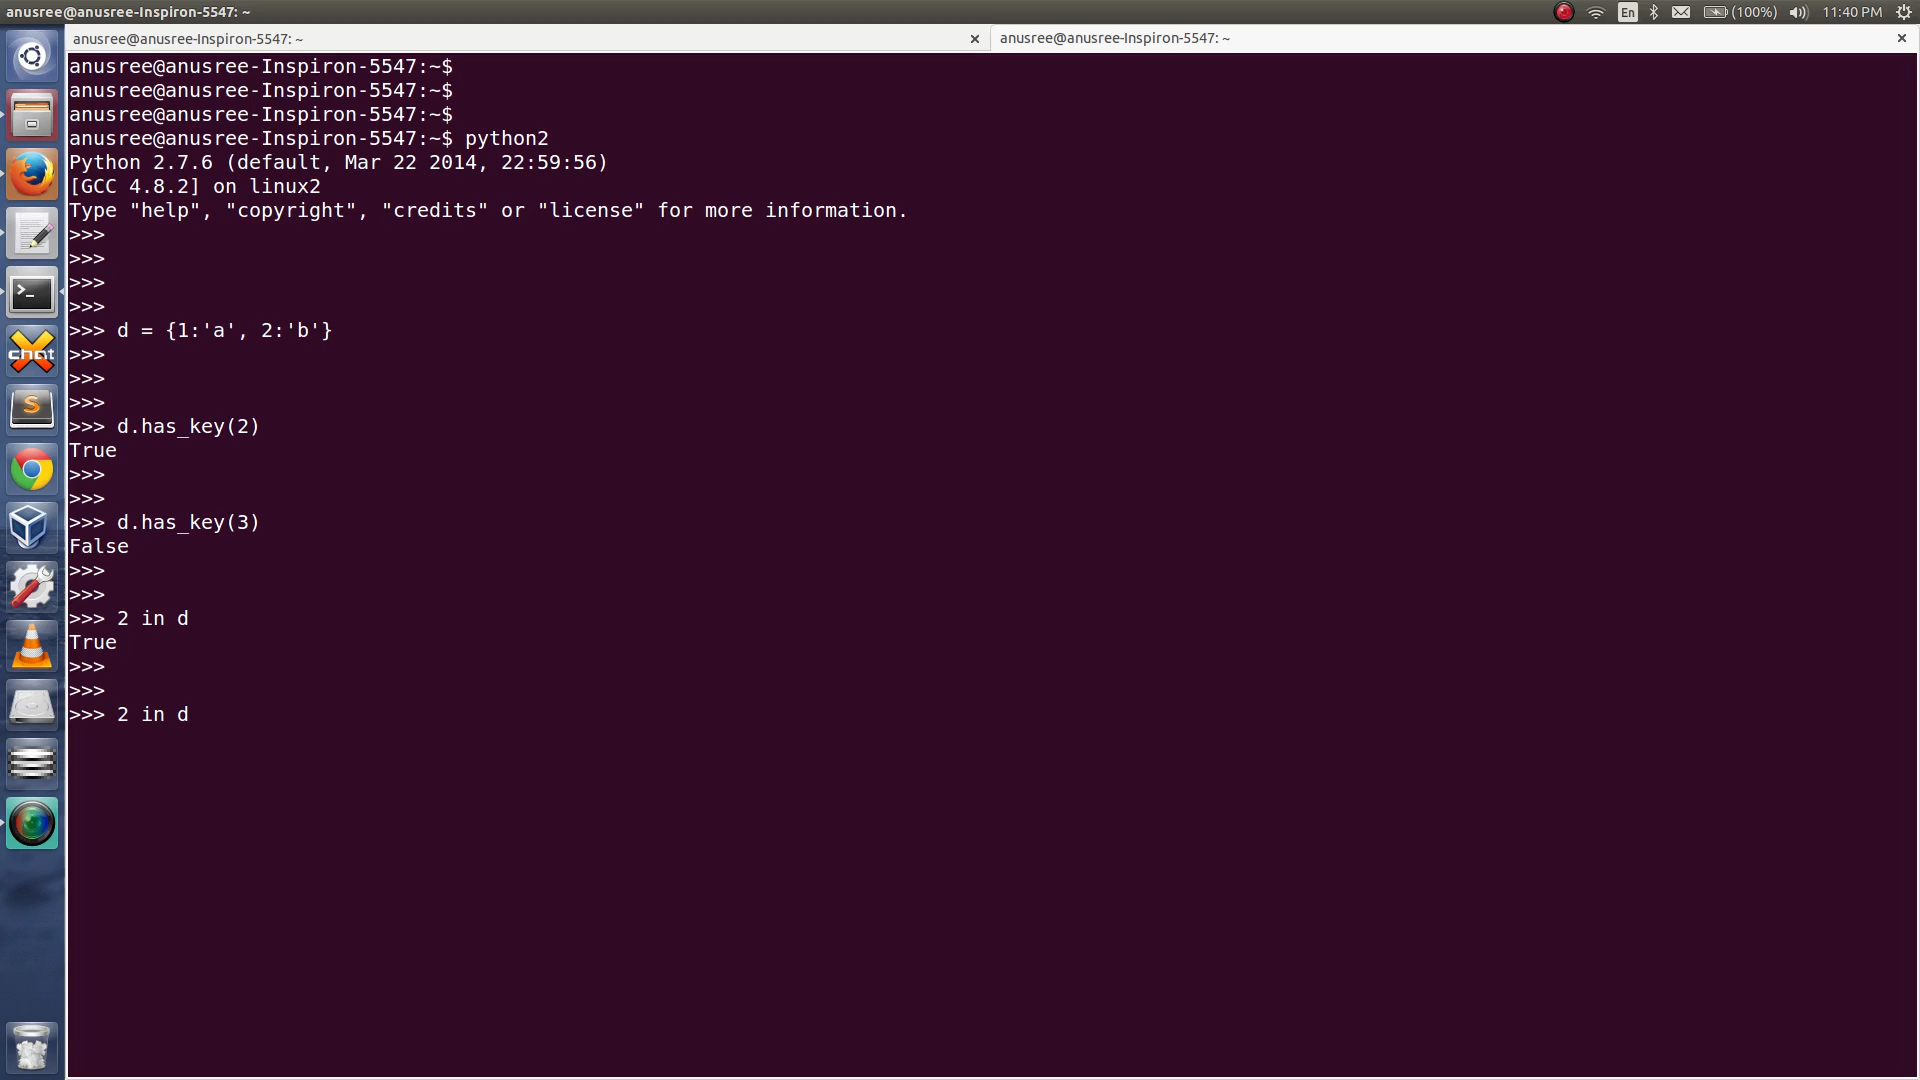 anusree@anusree-Inspiron-5547: ~
En
(100%)
11:40 PM
anusree@anusree-Inspiron-5547: ~
anusree@anusree-Inspiron-5547: ~
anusree@anusree-Inspiron-5547:~$
anusree@anusree-Inspiron-5547:~$
anusree@anusree-Inspiron-5547:~$
anusree@anusree-Inspiron-5547:~$ python2
Python 2.7.6 (default, Mar 22 2014, 22:59:56)
[GCC 4.8.2] on linux2
Type "help", "copyright", "credits" or "license" for more information.
>>>
>>>
>>>
>>>
>>> d = {1:'a', 2:'b'}
>>>
>>>
>>>
>>> d.has_key(2)
True
>>>
>>>
>>> d.has_key(3)
False
>>>
>>>
>>> 2 in d
True
>>>
>>>
>>> 2 in d
>_
chat
S